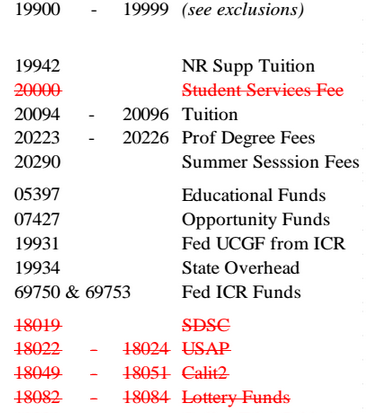 19900 - 19999 (see exclusions)
19942 NR Supp Tuition
20000 Student Services Fee
20094 - 20096 Tuition
20223 - 20226 Prof Degree Fees
20290 Summer Sesssion Fees
05397 Educational Funds
07427 Opportunity Funds
19931 Fed UCGF from ICR
19934 State Overhead
69750 & 69753 Fed ICR Funds
18019 SDSC
18022 - 18024 USAP
18049 - 18051 Calit2
18082 - 18084 Lottery Funds